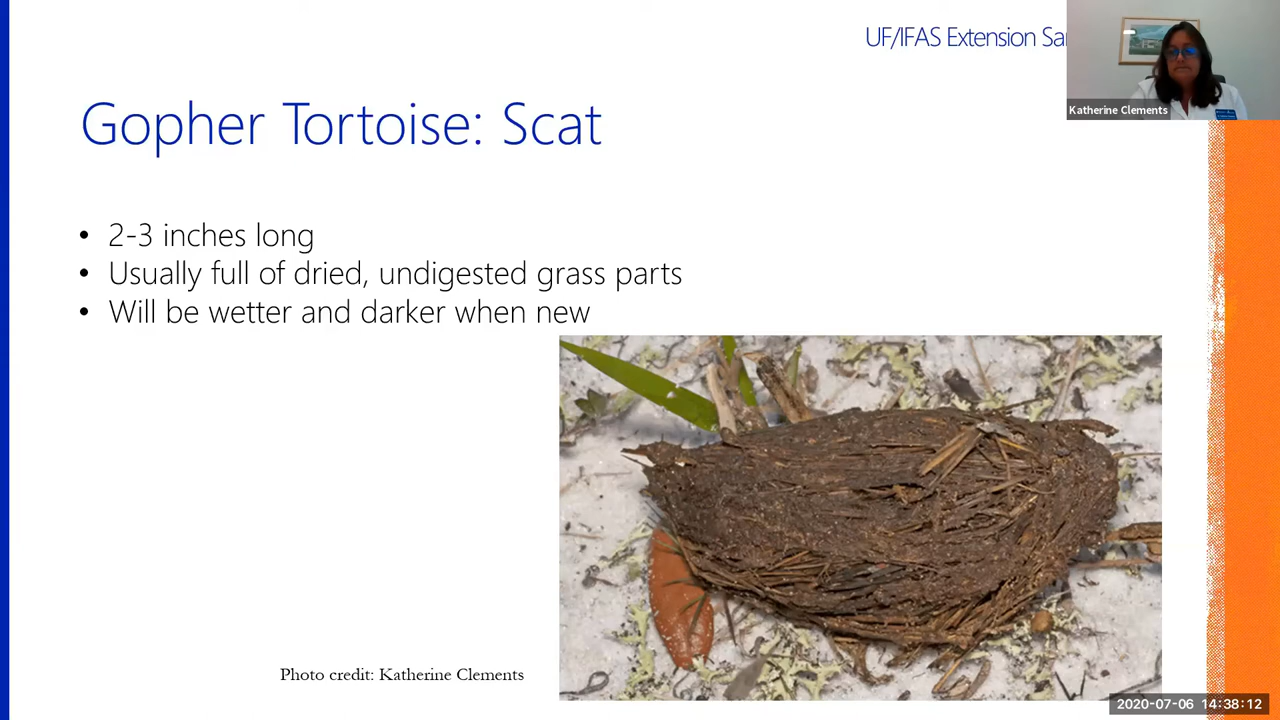 UF/IFAS Extension
Katherine Clements
Gopher Tortoise: Scat
• 2-3 inches long
• Usually full of dried, undigested grass parts
• Will be wetter and darker when new
Photo credit: Katherine Clements
2020-07-06 14:38:12